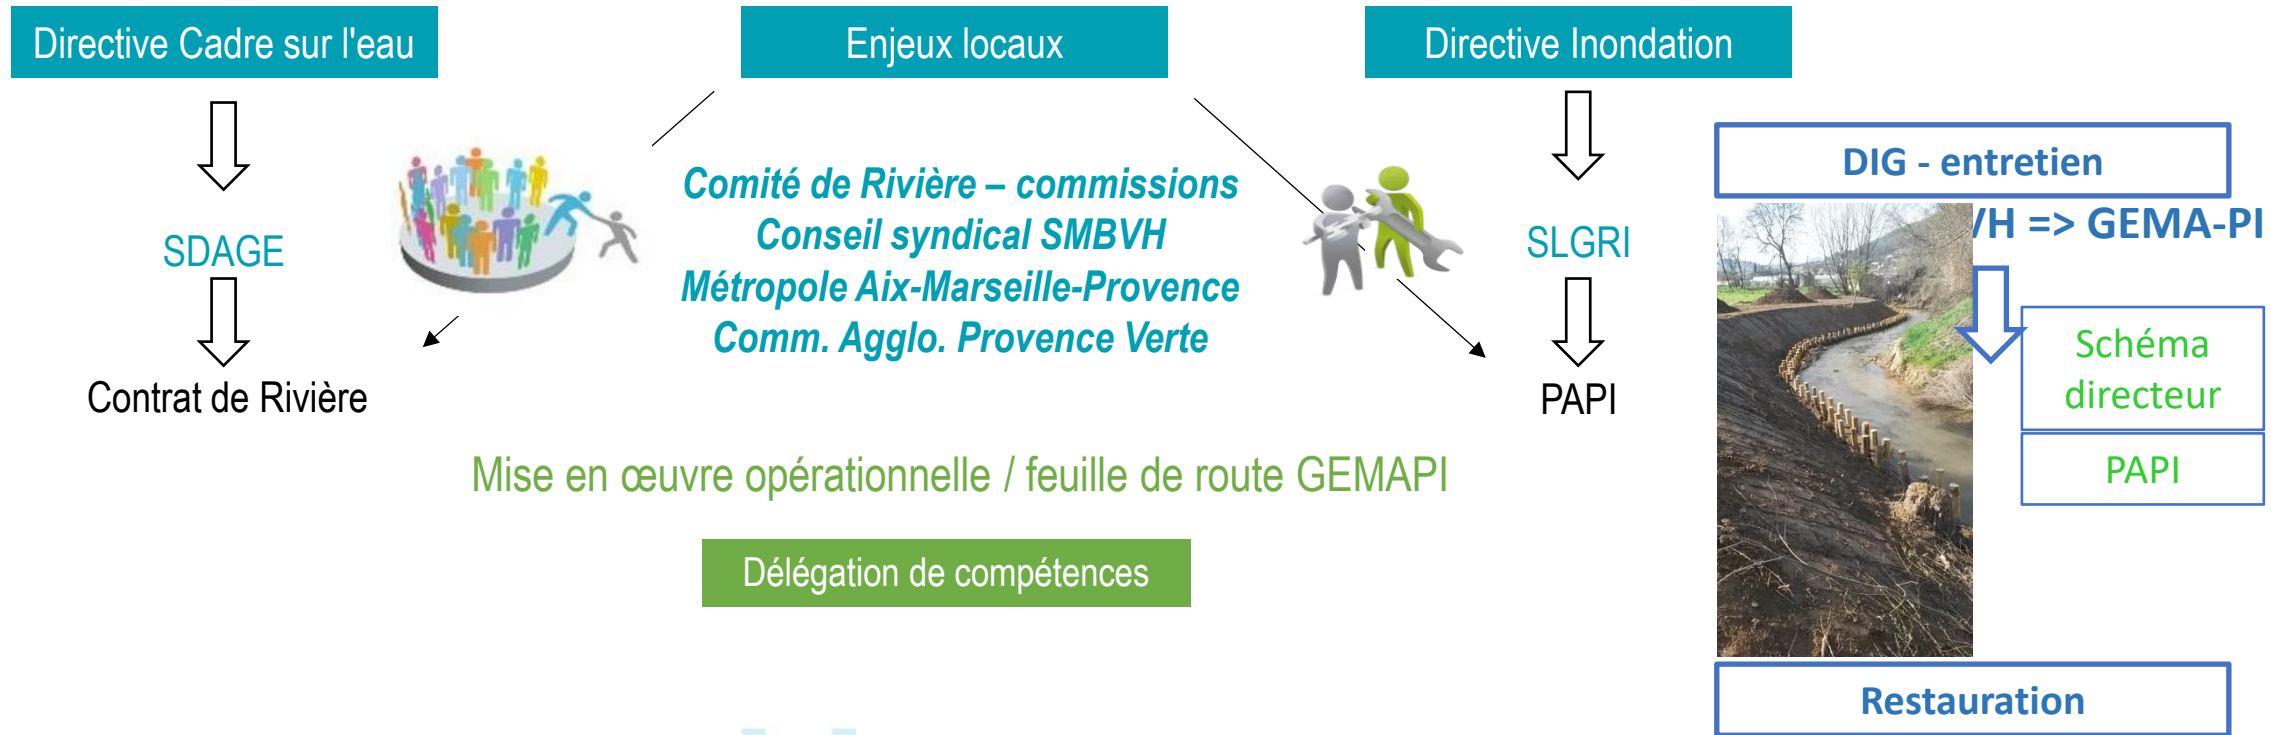 Directive Cadre sur l'eau
Enjeux locaux
Directive Inondation
SDAGE
Contrat de Rivière
Comité de Rivière – commissions
Conseil syndical SMBVH
Métropole Aix-Marseille-Provence
Comm. Agglo. Provence Verte
SLGRI
PAPI
Mise en œuvre opérationnelle / feuille de route GEMAPI
Délégation de compétences
DIG - entretien
VH => GEMA-PI
Schéma
directeur
PAPI
Restauration